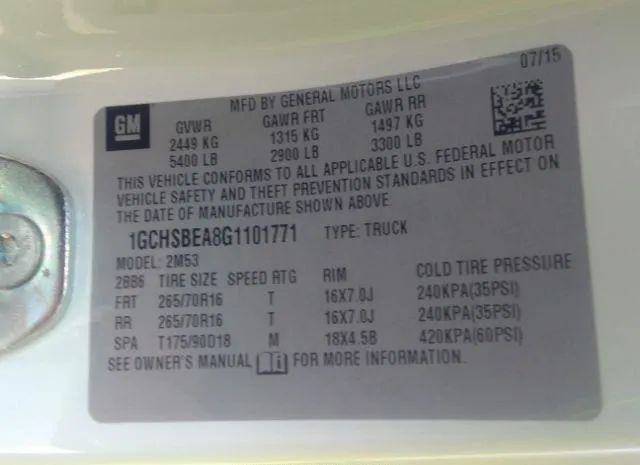 07/15
MFD BY GENERAL MOTORS LLC
GM
GVWR GAWR FRT GAWR RR
2449 KG 1315 KG 1497 KG
5400 LB 2900 LB 3300 LB
THIS VEHICLE CONFORMS TO ALL APPLICABLE U.S. FEDERAL MOTOR
VEHICLE SAFETY AND THEFT PREVENTION STANDARDS IN EFFECT ON
THE DATE OF MANUFACTURE SHOWN ABOVE.
1GCHSBEA8G1101771 TYPE: TRUCK
MODEL: 2M53
2BB6 TIRE SIZE SPEED RTG RIM COLD TIRE PRESSURE
FRT 265/70R16 T 16X7.0J 240KPA(35PSI)
RR 265/70R16 T 16X7.0J 240KPA(35PSI)
SPA T175/90D18 M 18X4.5B 420KPA(60PSI)
SEE OWNER'S MANUAL FOR MORE INFORMATION.